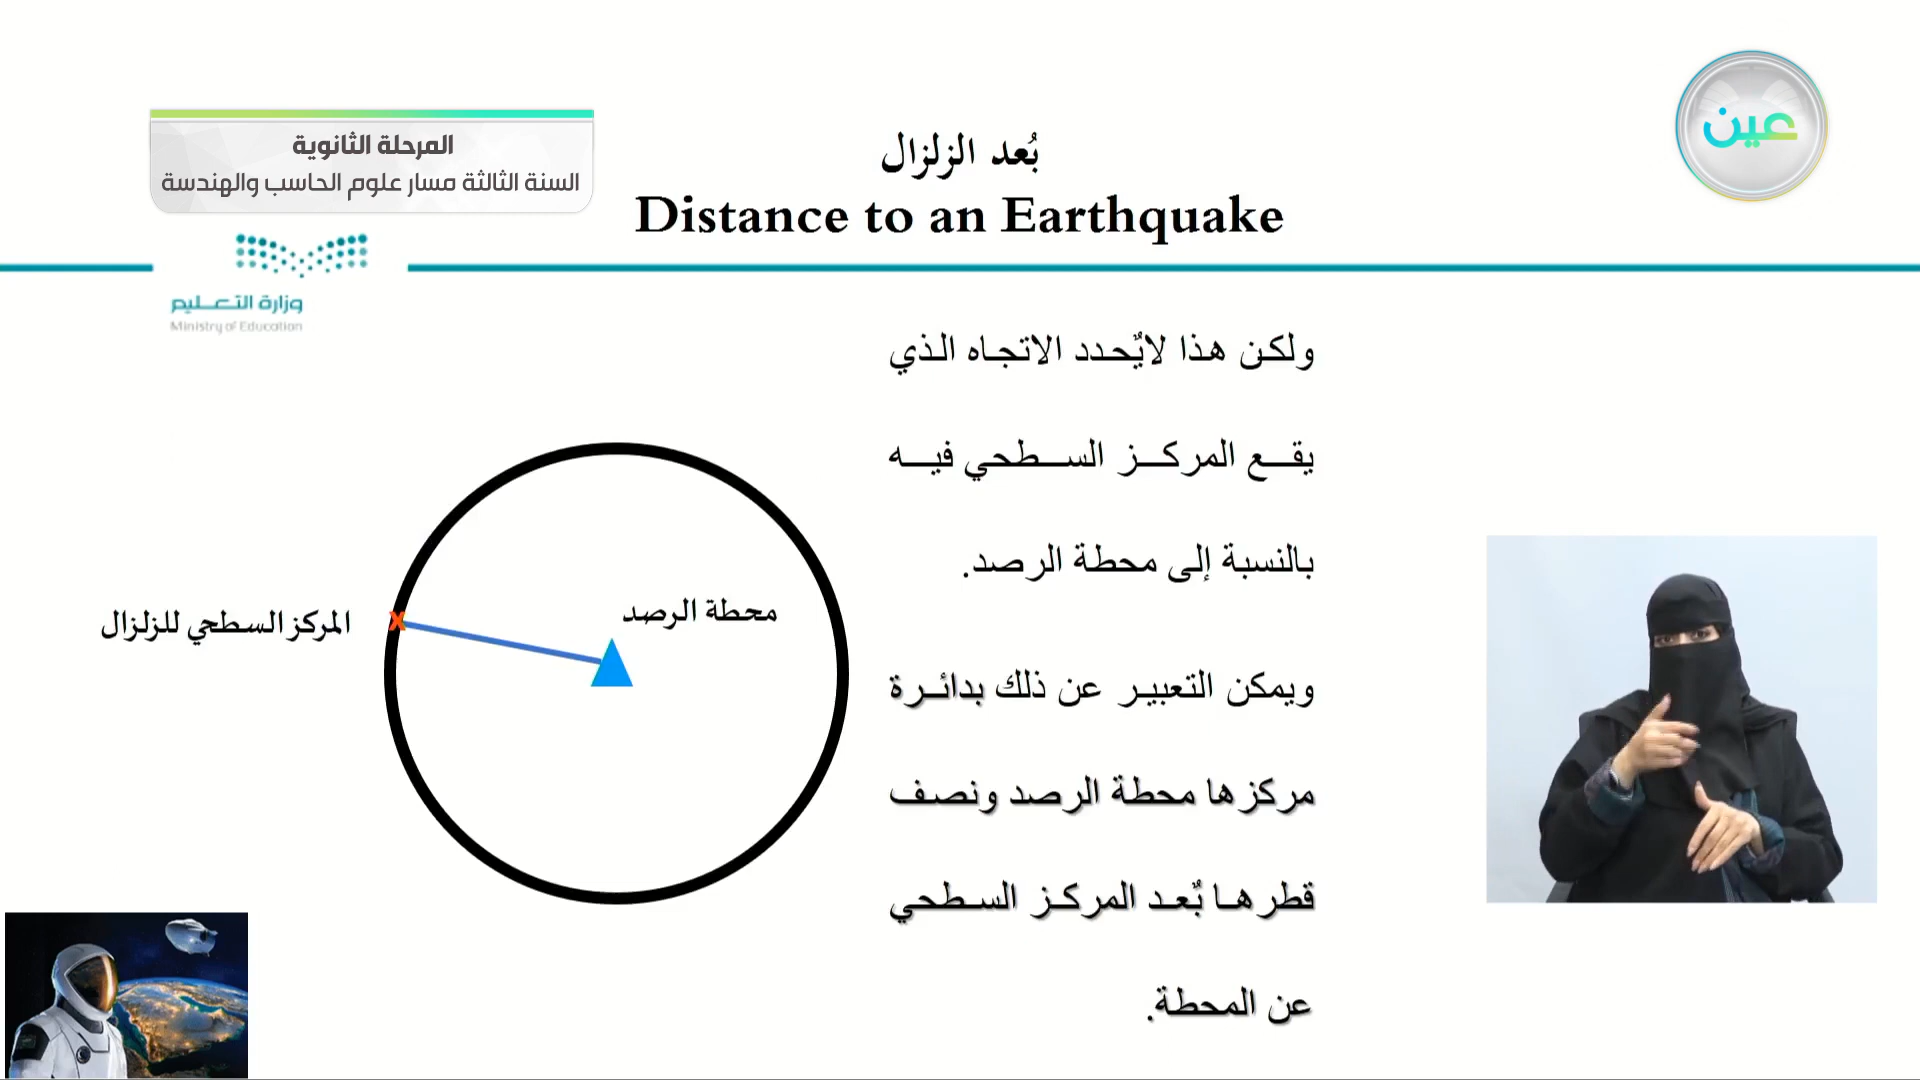 عين
المرحلة الثانوية
السنة الثالثة مسار علوم الحاسب والهندسة
بُعد الزلزال
Distance to an Earthquake
وزارة التعليم
Ministry of Education
ولكن هذا لايُحدد الاتجاه الذي
يقع المركز السطحي فيه
بالنسبة إلى محطة الرصد.
ويمكن التعبير عن ذلك بدائرة
مركزها محطة الرصد ونصف
قطرها بُعد المركز السطحي
عن المحطة.
محطة الرصد
المركز السطحي للزلزال
x